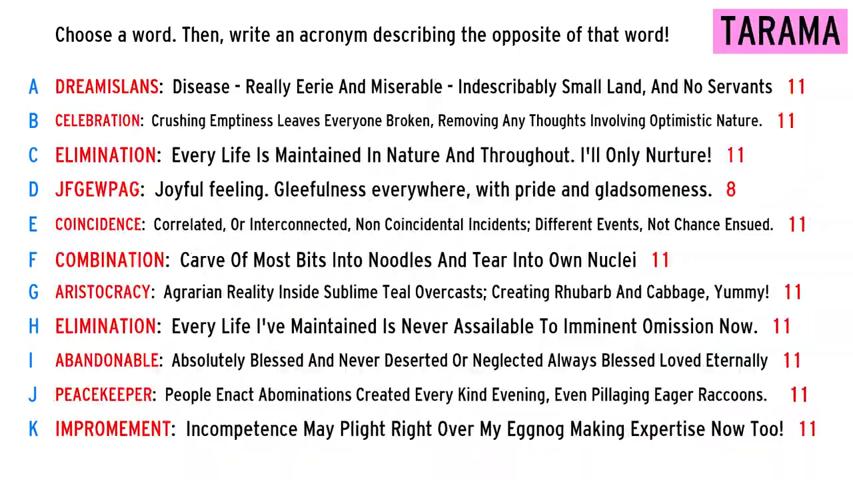 Choose a word. Then, write an acronym describing the opposite of that word!
TARAMA
A DREAMISLANS: Disease - Really Eerie And Miserable - Indescribably Small Land, And No Servants 11
B CELEBRATION: Crushing Emptiness Leaves Everyone Broken, Removing Any Thoughts Involving Optimistic Nature. 11
C ELIMINATION: Every Life Is Maintained In Nature And Throughout. I'll Only Nurture! 11
D JFGEWPAG: Joyful feeling. Gleefulness everywhere, with pride and gladsomeness. 8
E COINCIDENCE: Correlated, Or Interconnected, Non Coincidental Incidents; Different Events, Not Chance Ensued. 11
F COMBINATION: Carve Of Most Bits Into Noodles And Tear Into Own Nuclei 11
G ARISTOCRACY: Agrarian Reality Inside Sublime Teal Overcasts; Creating Rhubarb And Cabbage, Yummy! 11
H ELIMINATION: Every Life I've Maintained Is Never Assailable To Imminent Omission Now. 11
I ABANDONABLE: Absolutely Blessed And Never Deserted Or Neglected Always Blessed Loved Eternally 11
J PEACEKEEPER: People Enact Abominations Created Every Kind Evening, Even Pillaging Eager Raccoons. 11
K IMPROMEMENT: Incompetence May Plight Right Over My Eggnog Making Expertise Now Too! 11